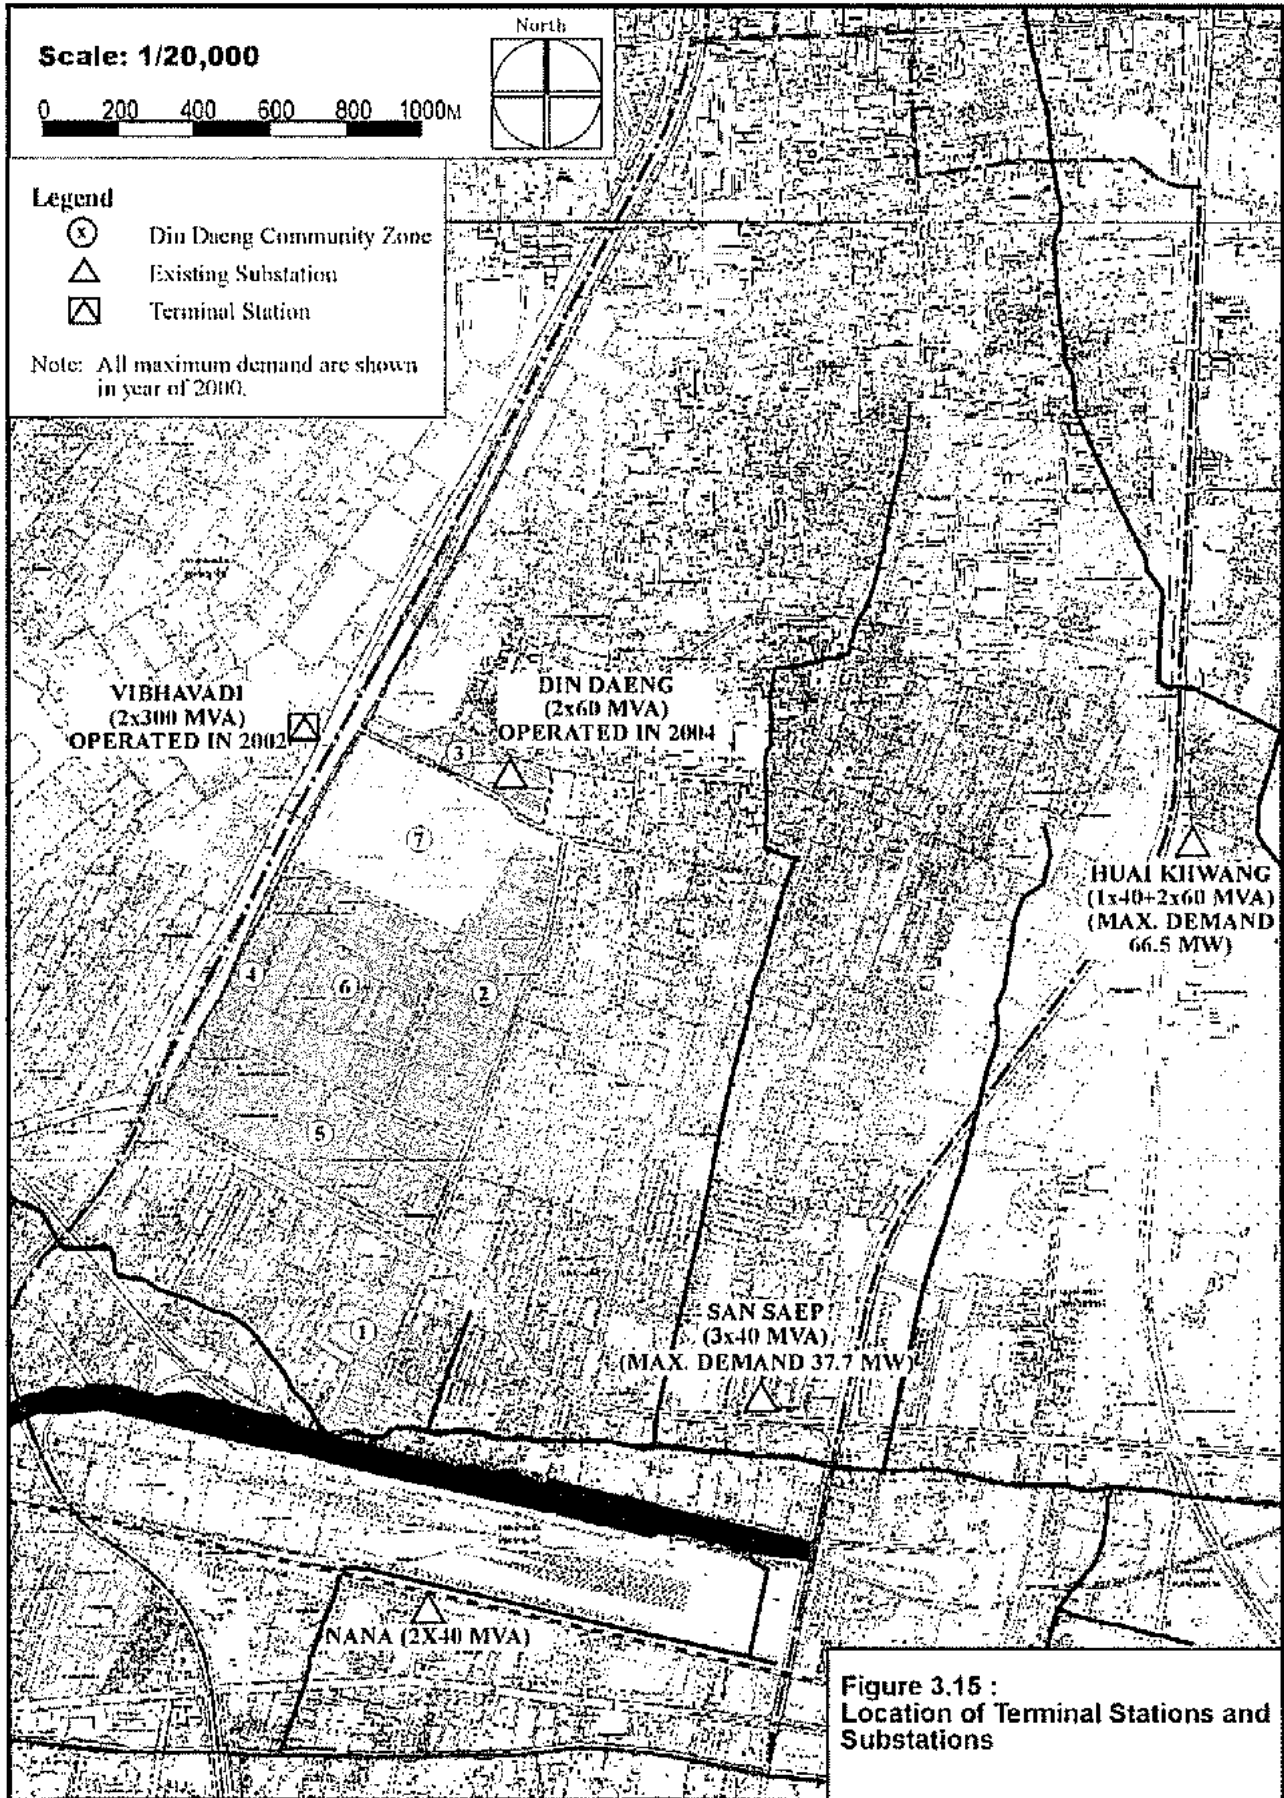 North
Scale: 1/20,000
0 200 400 600 800 1000M
Legend
x Din Daeng Community Zone
Existing Substation
Terminal Station
Note: All maximum demand are shown
in year of 2000.
VIBHAVADI
(2x300 MVA)
OPERATED IN 2002
DIN DAENG
(2x60 MVA)
OPERATED IN 2004
3
7
HUAI KHWANG
(1x40+2x60 MVA)
(MAX. DEMAND
66.5 MW)
4
6
2
5
1
SAN SAEP
(3x40 MVA)
(MAX. DEMAND 37.7 MW)
NANA (2X40 MVA)
Figure 3.15 :
Location of Terminal Stations and
Substations